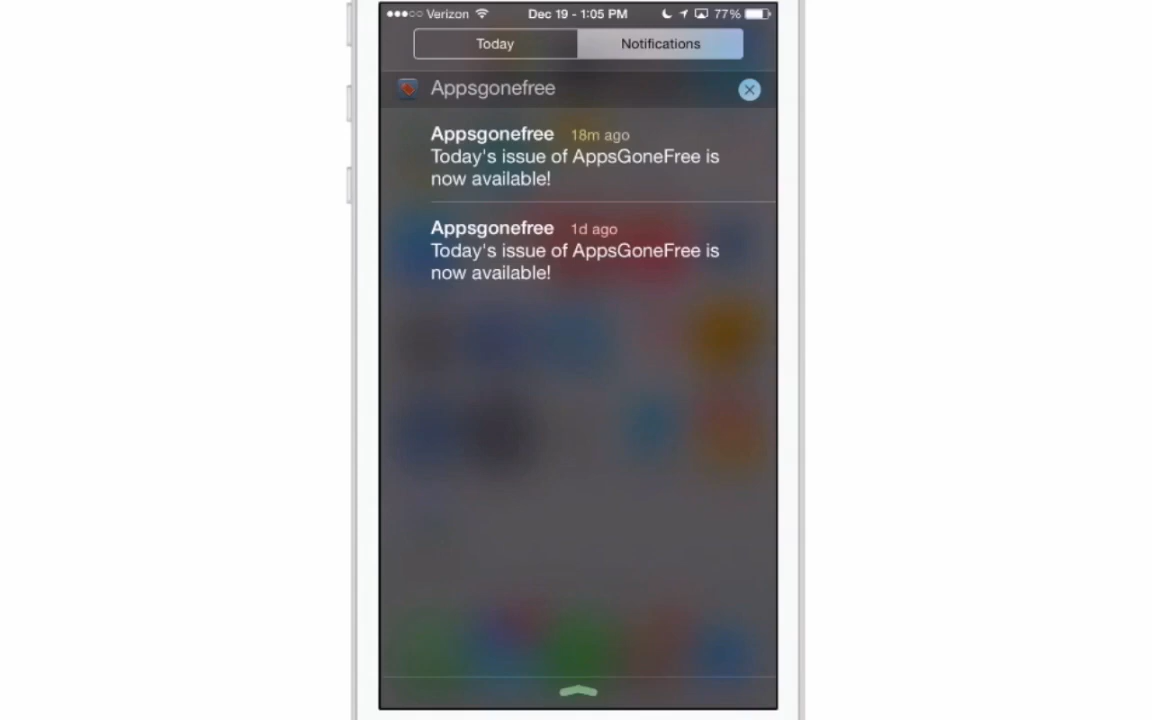 Verizon Dec 19 - 1:05 PM 77%
Today Notifications
Appsgonefree
Appsgonefree 18m ago
Today's issue of AppsGoneFree is
now available!
Appsgonefree 1d ago
Today's issue of AppsGoneFree is
now available!